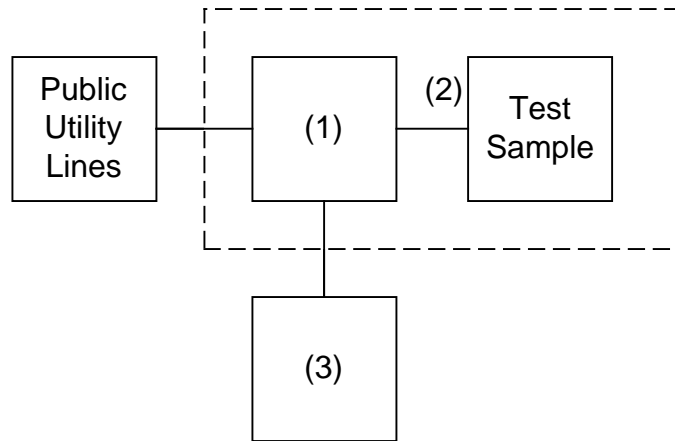 Public
Utility
Lines
(1)
(2)
Test
Sample
(3)